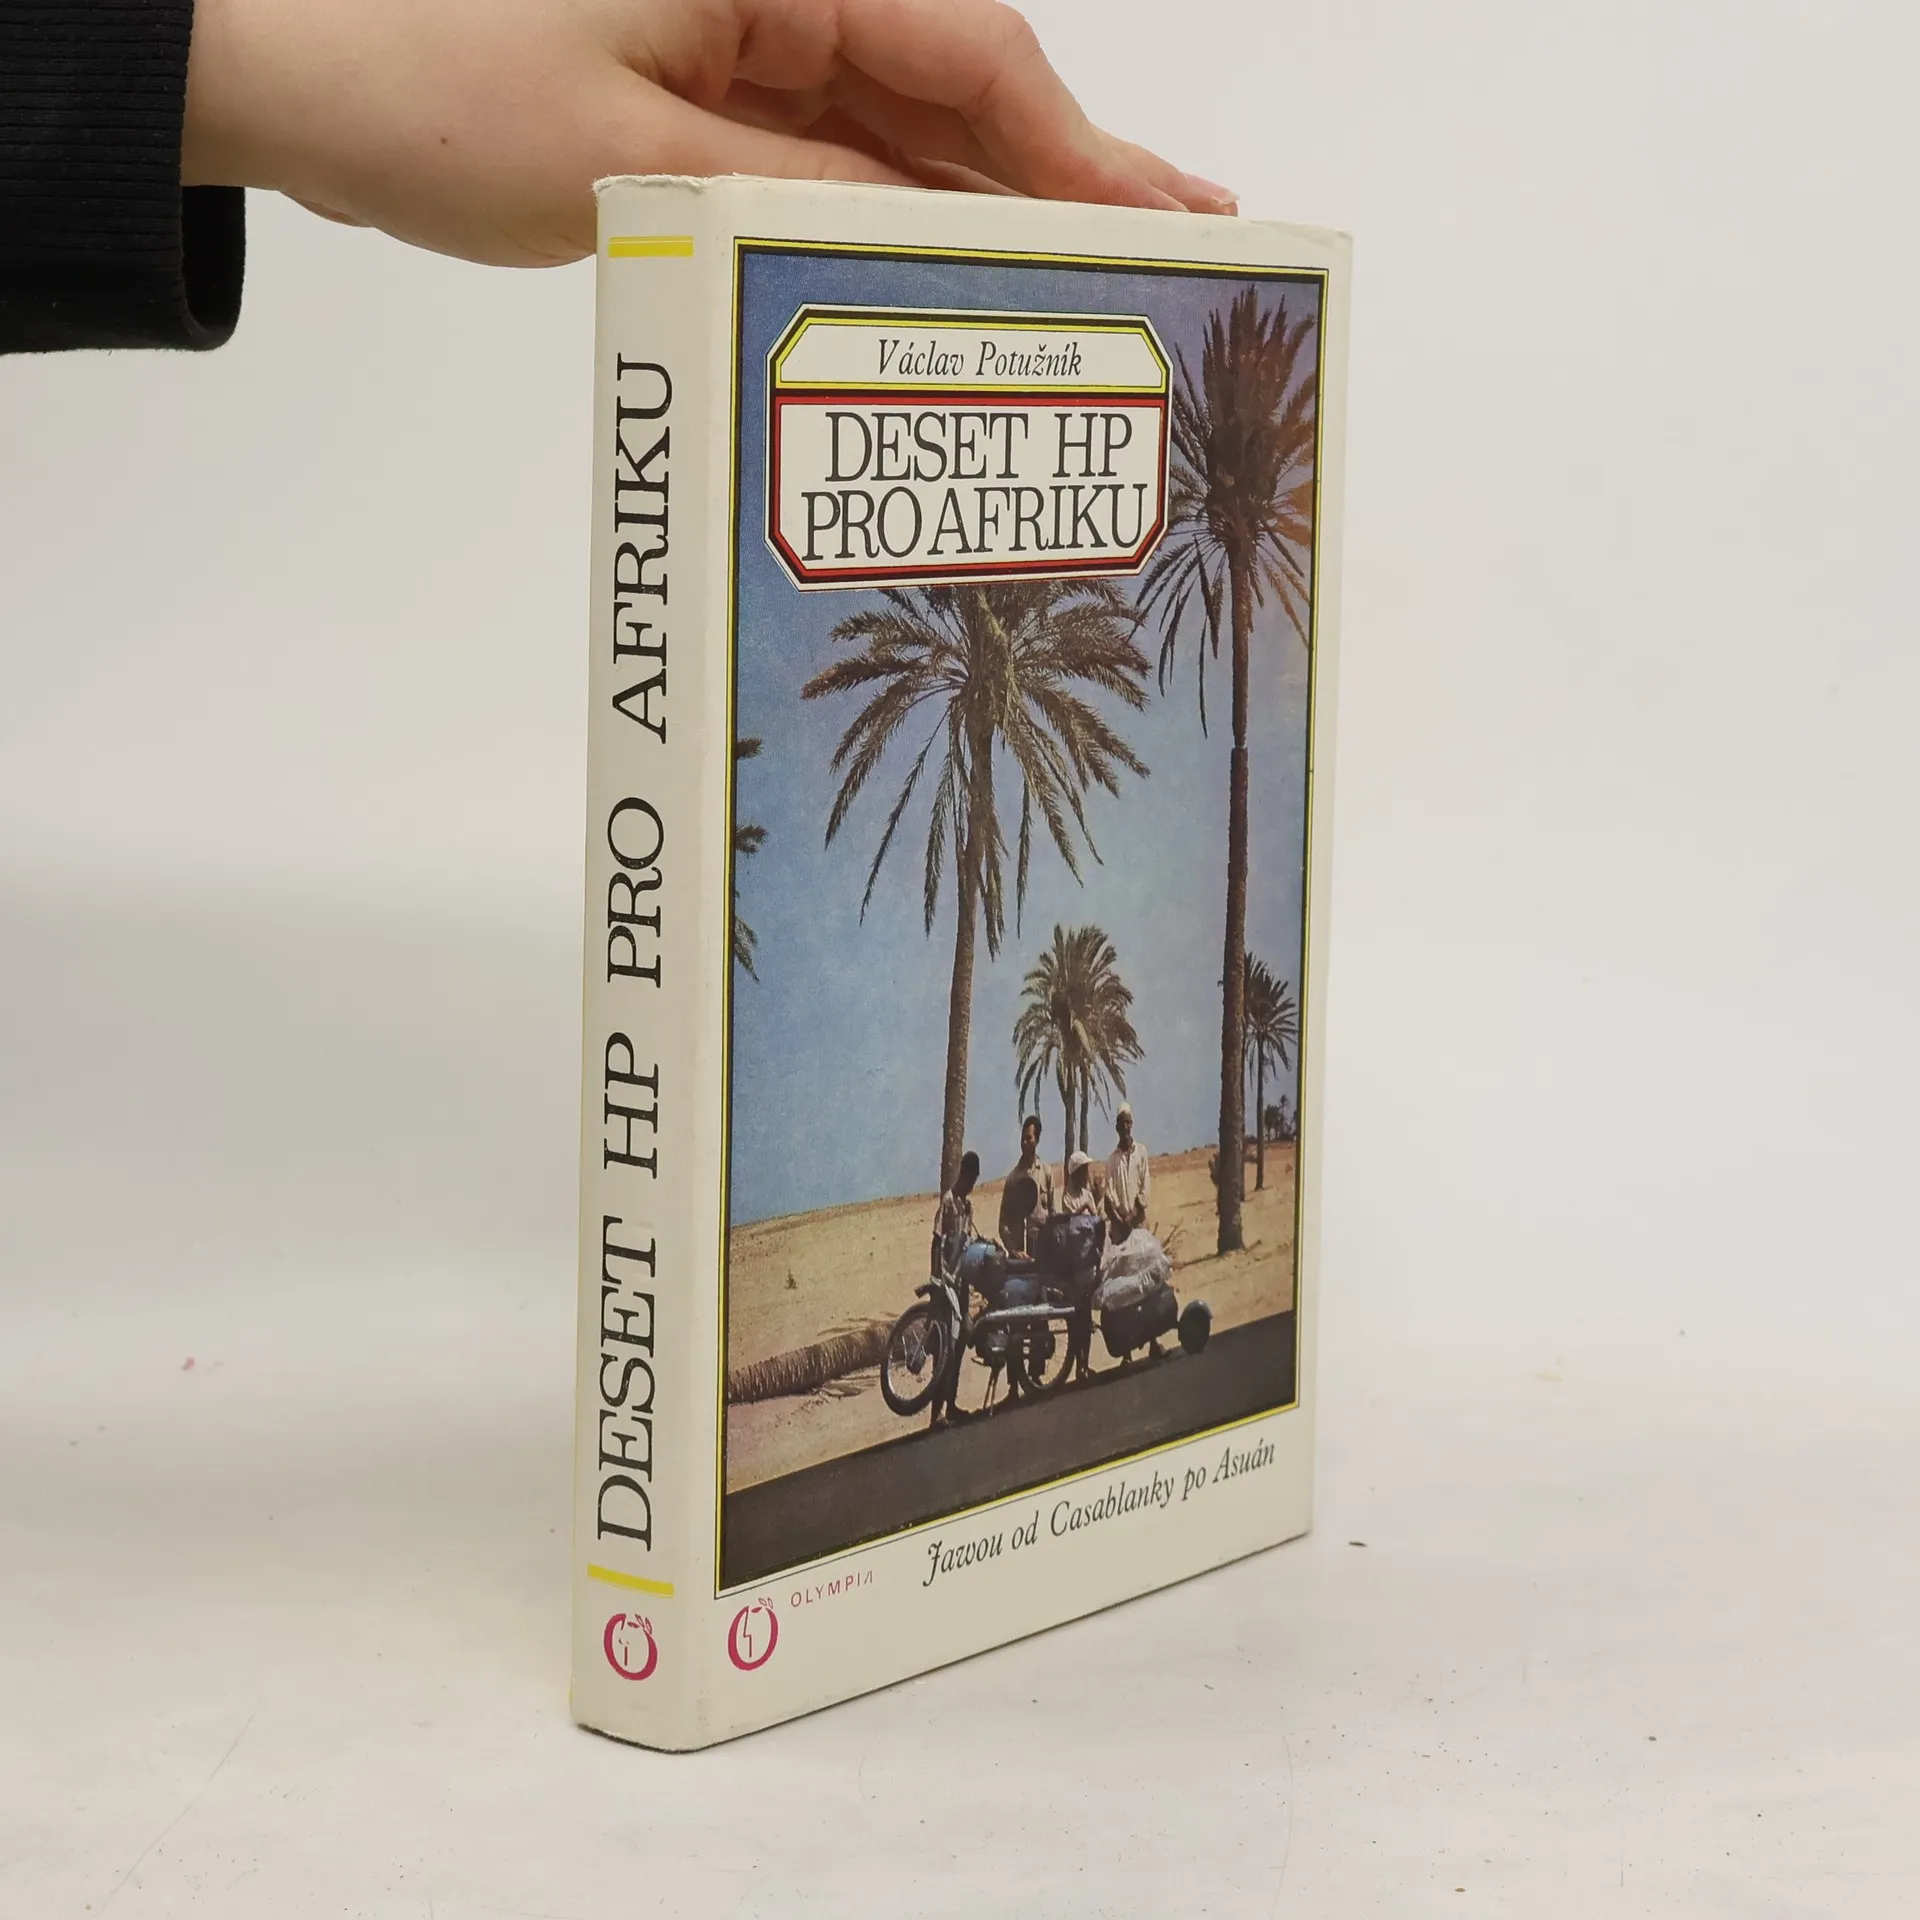 DESET HP PRO AFRIKU
Václav Potužník
DESET HP
PRO AFRIKU
Jawou od Casablanky po Asuán
OLYMPIA